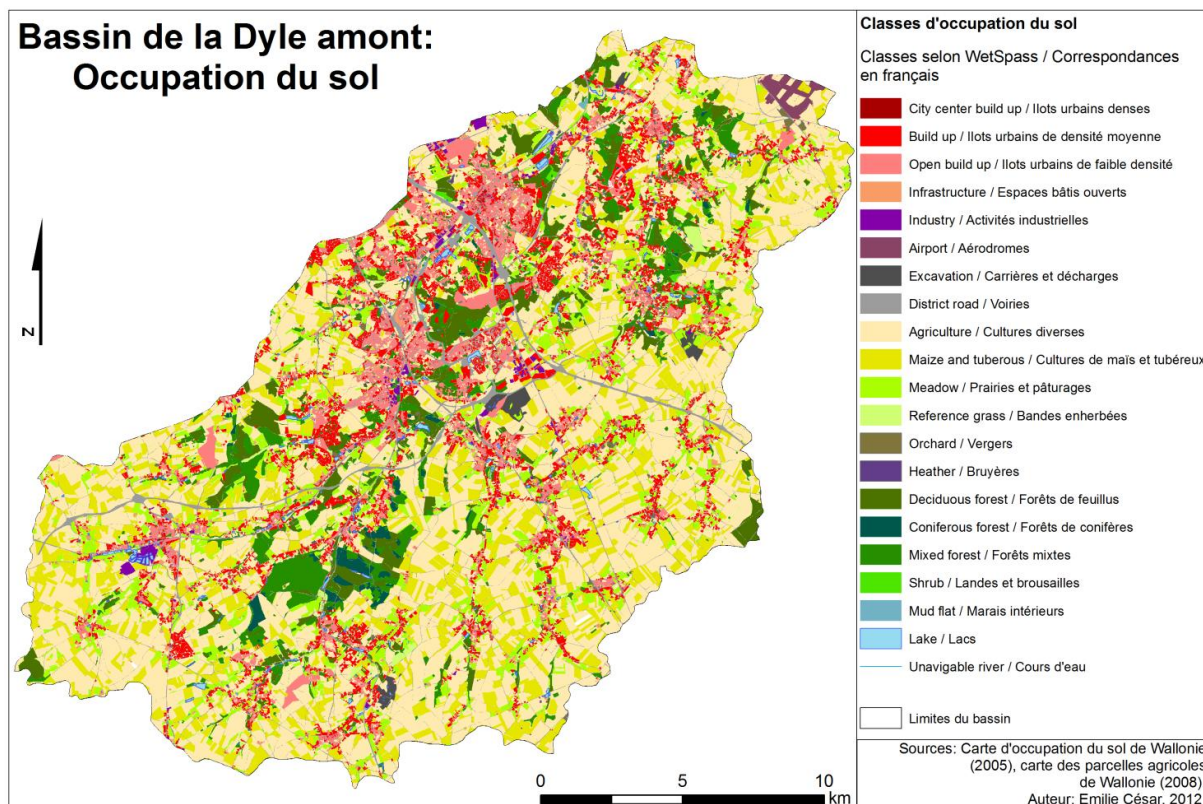 Bassin de la Dyle amont:
Occupation du sol
N
0 5 10
km
Classes d'occupation du sol
Classes selon WetSpass / Correspondances
en français
City center build up / Ilots urbains denses
Build up / Ilots urbains de densité moyenne
Open build up / Ilots urbains de faible densité
Infrastructure / Espaces bâtis ouverts
Industry / Activités industrielles
Airport / Aérodromes
Excavation / Carrières et décharges
District road / Voiries
Agriculture / Cultures diverses
Maize and tuberous / Cultures de maïs et tubéreux
Meadow / Prairies et pâturages
Reference grass / Bandes enherbées
Orchard / Vergers
Heather / Bruyères
Deciduous forest / Forêts de feuillus
Coniferous forest / Forêts de conifères
Mixed forest / Forêts mixtes
Shrub / Landes et brousailles
Mud flat / Marais intérieurs
Lake / Lacs
Unavigable river / Cours d'eau
Limites du bassin
Sources: Carte d'occupation du sol de Wallonie
(2005), carte des parcelles agricoles
de Wallonie (2008)
Auteur: Emilie César, 2012